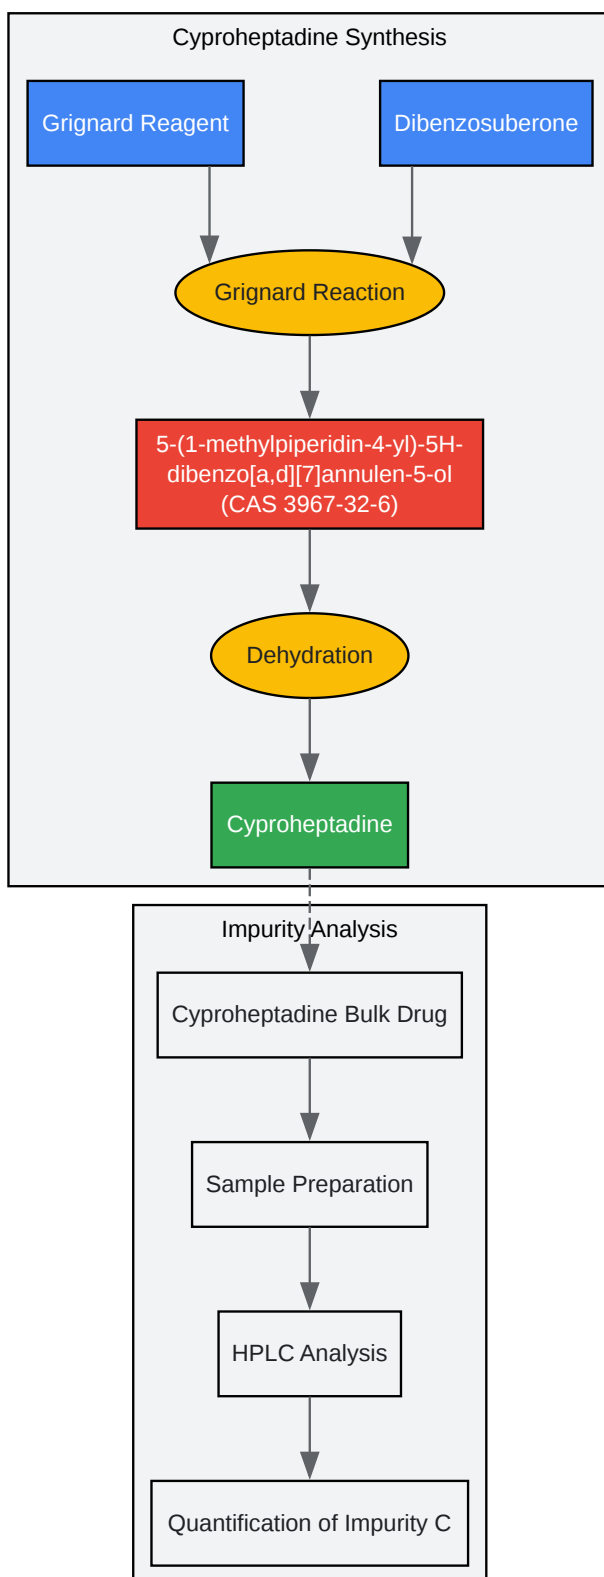 Cyproheptadine Synthesis
Grignard Reagent
Dibenzosuberone
Grignard Reaction
5-(1-methylpiperidin-4-yl)-5H-
dibenzo[a,d][7]annulen-5-ol
(CAS 3967-32-6)
Dehydration
Cyproheptadine
Impurity Analysis
Cyproheptadine Bulk Drug
Sample Preparation
HPLC Analysis
Quantification of Impurity C